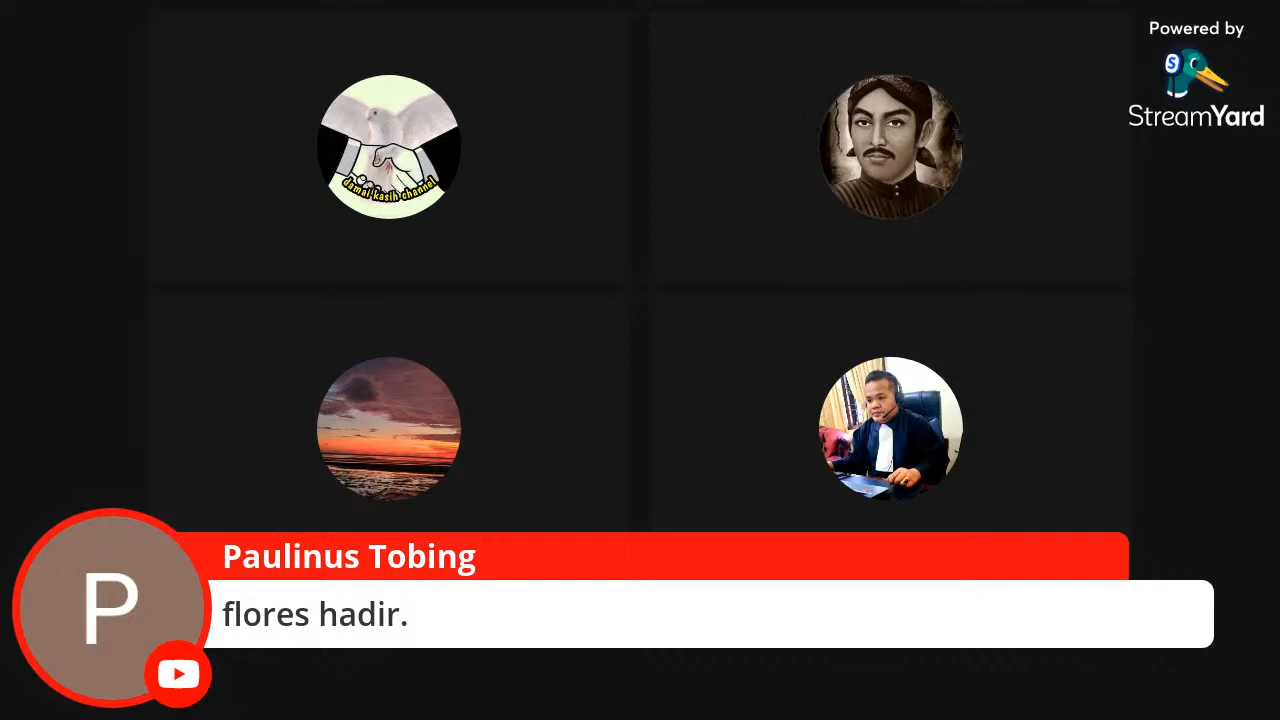 Powered by
StreamYard
damai kasih channel
Paulinus Tobing
P
flores hadir.